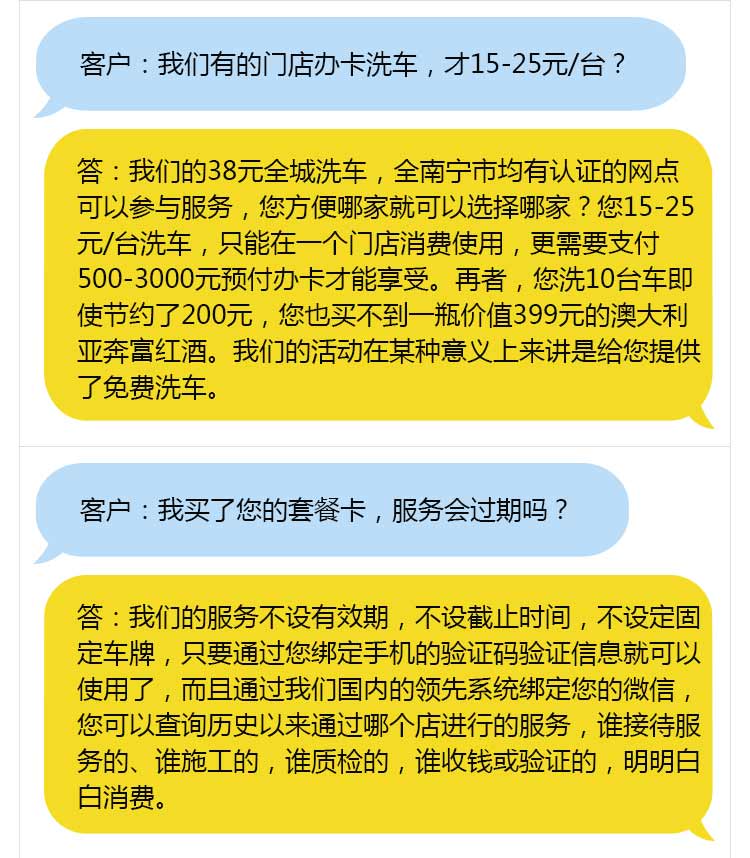 客户：我们有的门店办卡洗车，才15-25元/台？
答：我们的38元全城洗车，全南宁市均有认证的网点
可以参与服务，您方便哪家就可以选择哪家？您15-25
元/台洗车，只能在一个门店消费使用，更需要支付
500-3000元预付办卡才能享受。再者，您洗10台车即
使节约了200元，您也买不到一瓶价值399元的澳大利
亚奔富红酒。我们的活动在某种意义上来讲是给您提供
了免费洗车。
客户：我买了您的套餐卡，服务会过期吗？
答：我们的服务不设有效期，不设截止时间，不设定固
定车牌，只要通过您绑定手机的验证码验证信息就可以
使用了，而且通过我们国内的领先系统绑定您的微信，
您可以查询历史以来通过哪个店进行的服务，谁接待服
务的、谁施工的，谁质检的，谁收钱或验证的，明明白
白消费。